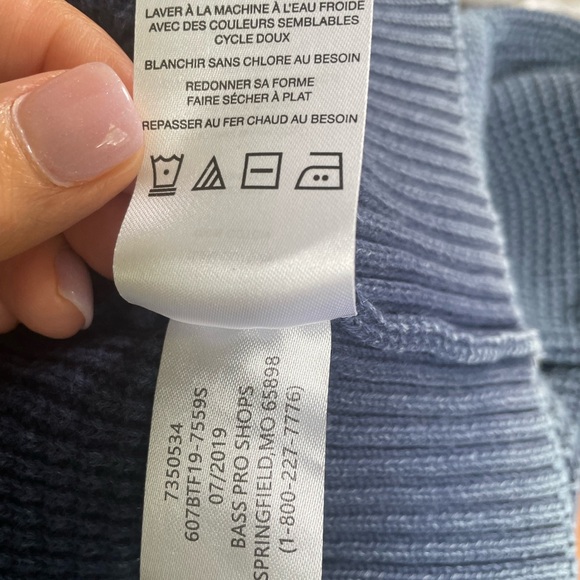 LAVER À LA MACHINE À L'EAU FROIDE
AVEC DES COULEURS SEMBLABLES
CYCLE DOUX
BLANCHIR SANS CHLORE AU BESOIN
REDONNER SA FORME
FAIRE SÉCHER À PLAT
REPASSER AU FER CHAUD AU BESOIN
7350534
607BTF19-7559S
07/2019
BASS PRO SHOPS
SPRINGFIELD,MO 65898
(1-800-227-7776)